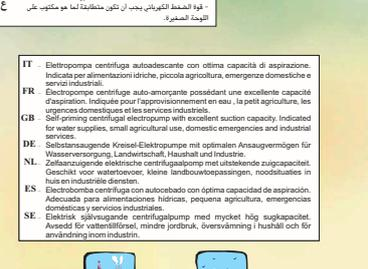 - قوة الضغط الكهربائي يجب أن تكون متطابقة لما هو مكتوب على
اللوحة الصغيرة.
ع
IT - Elettropompa centrifuga autoadescante con ottima capacità di aspirazione.
Indicata per alimentazioni idriche, piccola agricoltura, emergenze domestiche e
servizi industriali.
FR - Électropompe centrifuge auto-amorçante possédant une excellente capacité
d'aspiration. Indiquée pour l'approvisionnement en eau , la petit agriculture, les
urgences domestiques et les services industriels.
GB - Self-priming centrifugal electropump with excellent suction capacity. Indicated
for water supplies, small agricultural use, domestic emergencies and industrial
services.
DE - Selbstansaugende Kreisel-Elektropumpe mit optimalen Ansaugvermögen für
Wasserversorgung, Landwirtschaft, Haushalt und Industrie.
NL - Zelfaanzuigende elektrische centrifugaalpomp met uitstekende zuigcapaciteit.
Geschikt voor watertoevoer, kleine landbouwtoepassingen, noodsituaties in
huis en industriële diensten.
ES - Electrobomba centrífuga con autocebado con óptima capacidad de aspiración.
Adecuada para alimentaciones hídricas, pequena agricultura, emergencias
domésticas y servicios industriales.
SE - Elektrisk självsugande centrifugalpump med mycket hög sugkapacitet.
Avsedd för vattentillförsel, mindre jordbruk, översvämning i hushåll och för
användning inom industrin.